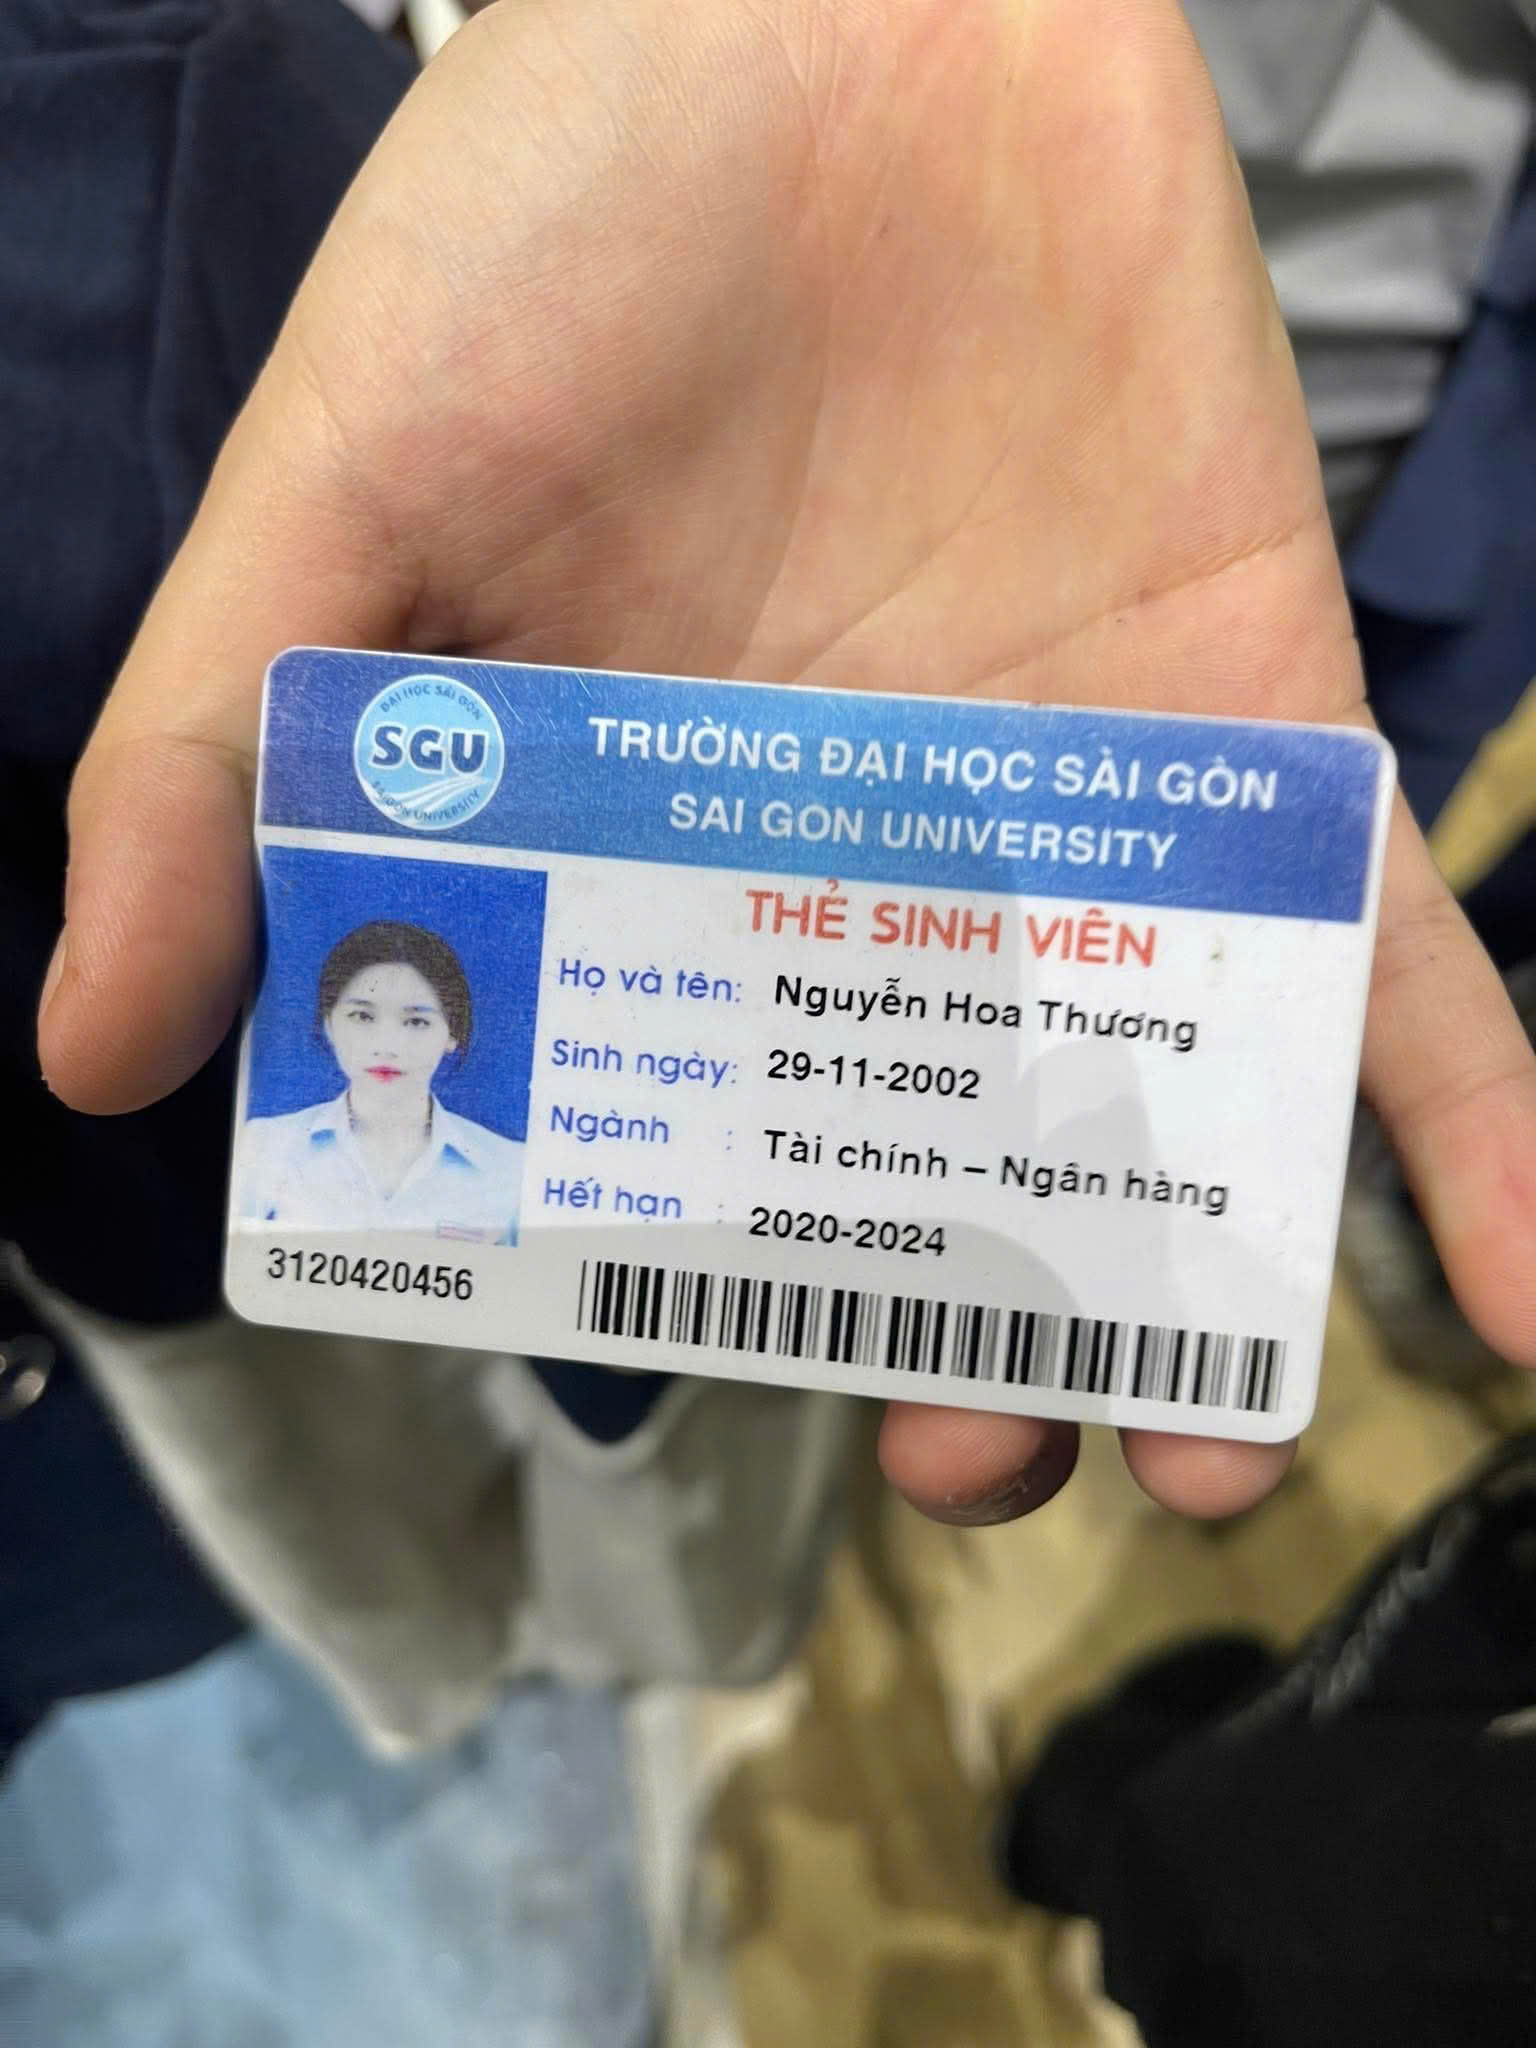 ĐẠI HỌC SÀI GÒN
SGU
SAIGON UNIVERSITY
TRƯỜNG ĐẠI HỌC SÀI GÒN
SAI GON UNIVERSITY
THẺ SINH VIÊN
Họ và tên: Nguyễn Hoa Thương
Sinh ngày: 29-11-2002
Ngành : Tài chính – Ngân hàng
Hết hạn : 2020-2024
3120420456